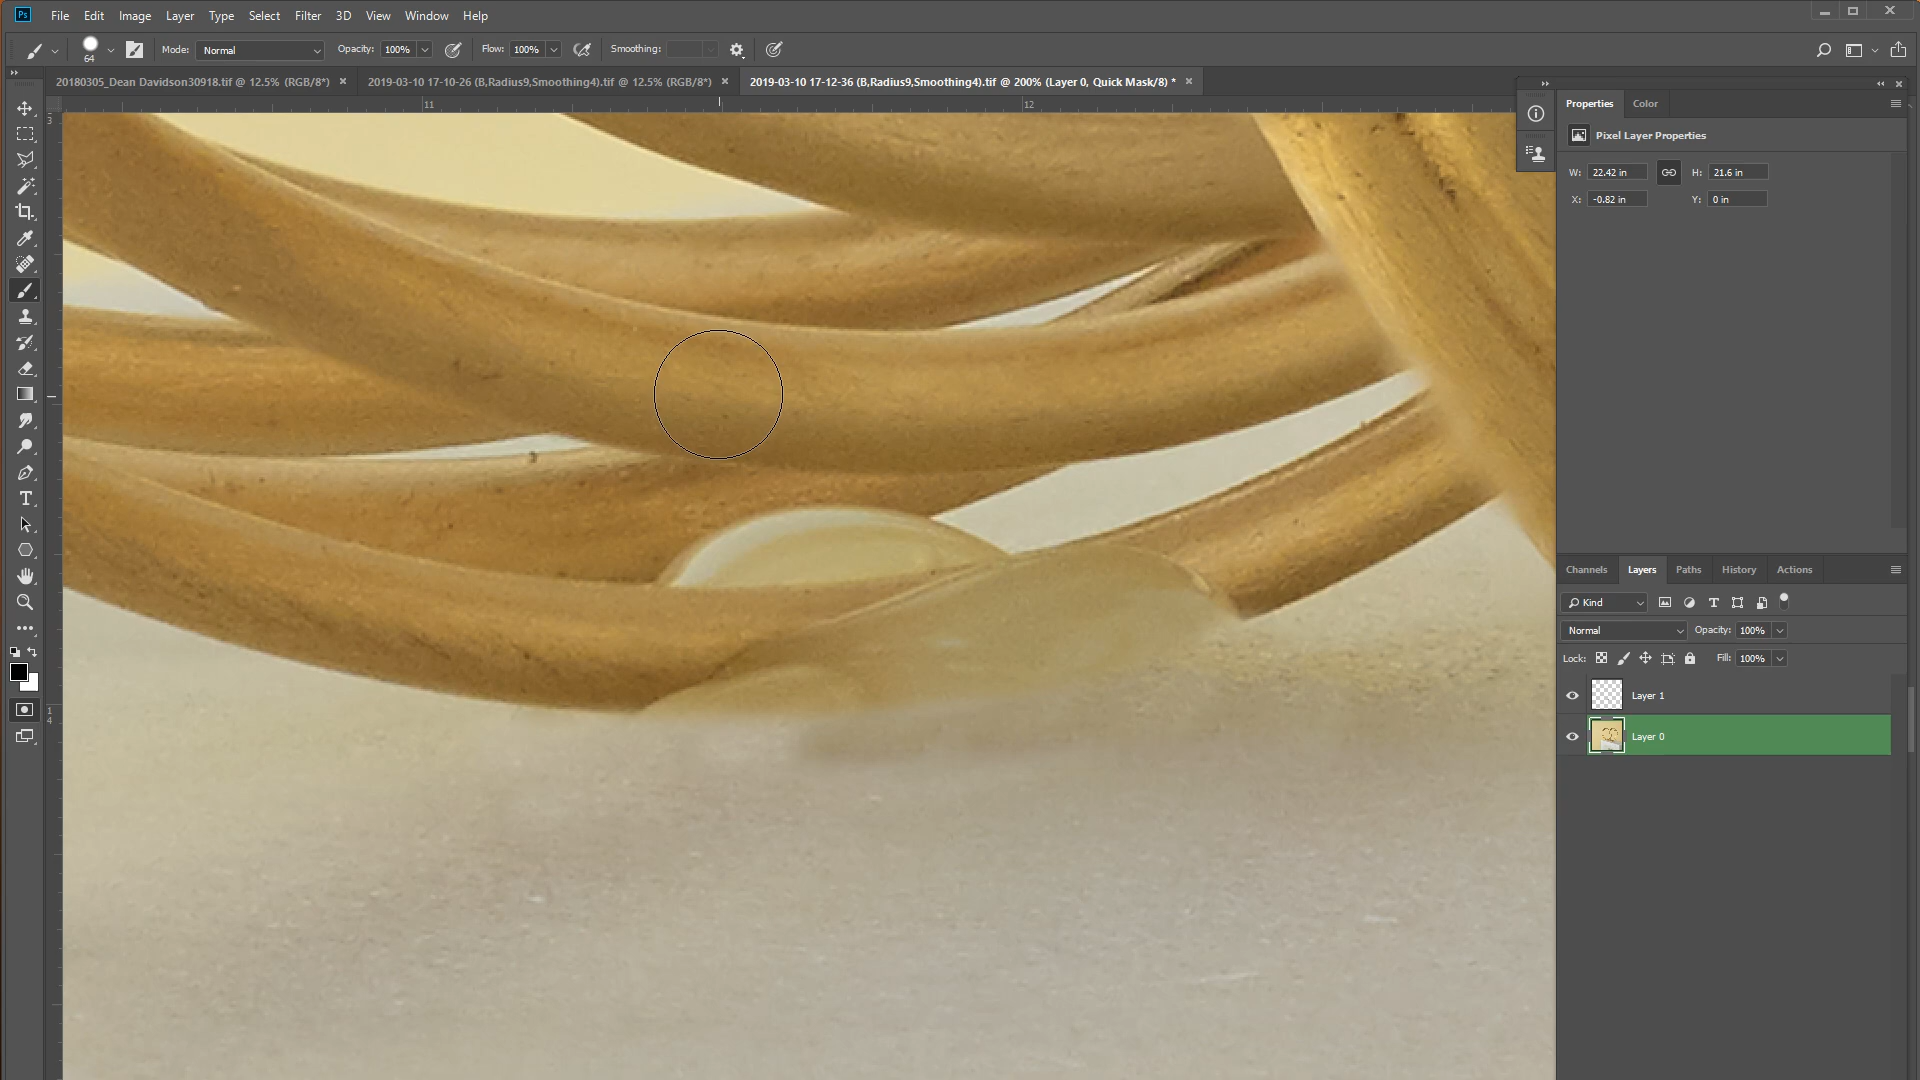 Ps File Edit Image Layer Type Select Filter 3D View Window Help
64 Mode: Normal Opacity: 100% Flow: 100% Smoothing:
20180305_Dean Davidson30918.tif @ 12.5% (RGB/8*) 2019-03-10 17-10-26 (B,Radius9,Smoothing4).tif @ 12.5% (RGB/8*) 2019-03-10 17-12-36 (B,Radius9,Smoothing4).tif @ 200% (Layer 0, Quick Mask/8) *
11 12
3
1
4
Properties Color
Pixel Layer Properties
W: 22.42 in H: 21.6 in
X: -0.82 in Y: 0 in
Channels Layers Paths History Actions
Kind
Normal Opacity: 100%
Lock: Fill: 100%
Layer 1
Layer 0